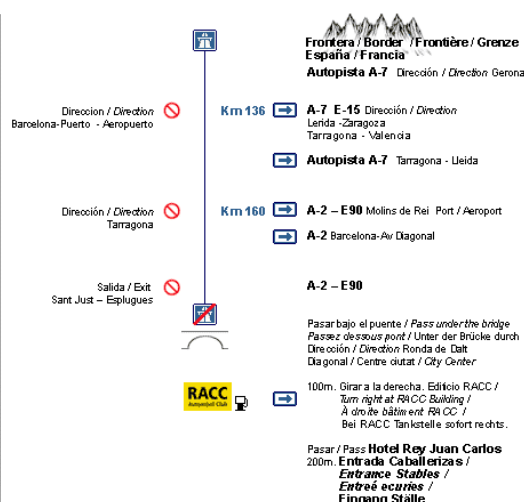 Frontera / Border / Frontière / Grenze
España / Francia
Autopista A-7 Dirección / Direction Gerona
Direccion / Direction
Barcelona-Puerto - Aeropuerto
Km 136
A-7 E-15 Dirección / Direction
Lerida -Zaragoza
Tarragona - Valencia
Autopista A-7 Tarragona - Lleida
Dirección / Direction
Tarragona
Km 160
A-2 – E90 Molins de Rei Port / Aeroport
A-2 Barcelona-Av Diagonal
Salida / Exit
Sant Just – Esplugues
A-2 – E90
Pasar bajo el puente / Pass under the bridge
Passez dessous pont / Unter der Brücke durch
Dirección / Direction Ronda de Dalt
Diagonal / Centre ciutat / City Center
RACC
Automòbil Club
100m. Girar a la derecha. Edificio RACC /
Turn right at RACC Building /
À droite bâtiment RACC /
Bei RACC Tankstelle sofort rechts.
Pasar / Pass Hotel Rey Juan Carlos
200m. Entrada Caballerizas /
Entrance Stables /
Entreé ecuries /
Eingang Ställe